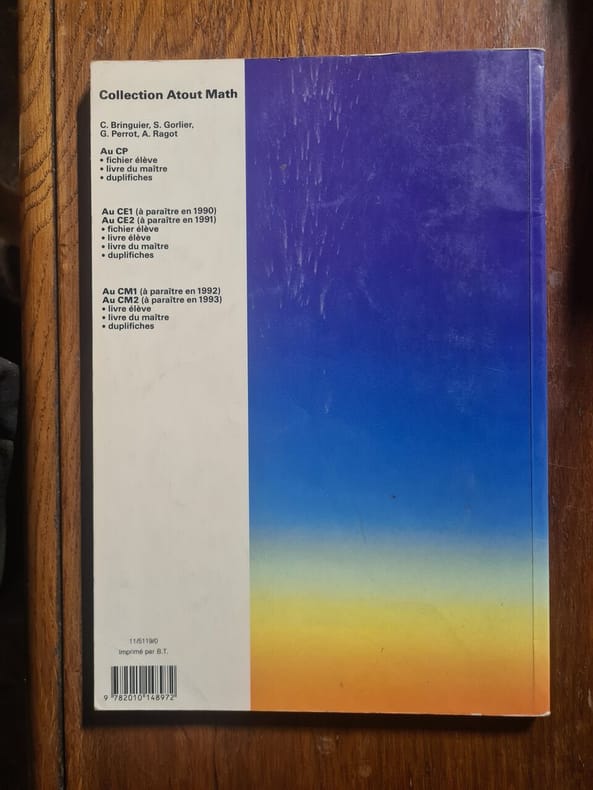 Collection Atout Math
C. Bringuier, S. Gorlier,
G. Perrot, A. Ragot
Au CP
• fichier élève
• livre du maître
• duplifiches
Au CE1 (à paraître en 1990)
Au CE2 (à paraître en 1991)
• fichier élève
• livre élève
• livre du maître
• duplifiches
Au CM1 (à paraître en 1992)
Au CM2 (à paraître en 1993)
• livre élève
• livre du maître
• duplifiches
11/5119/0
Imprimé par B.T.
9 782010 148972